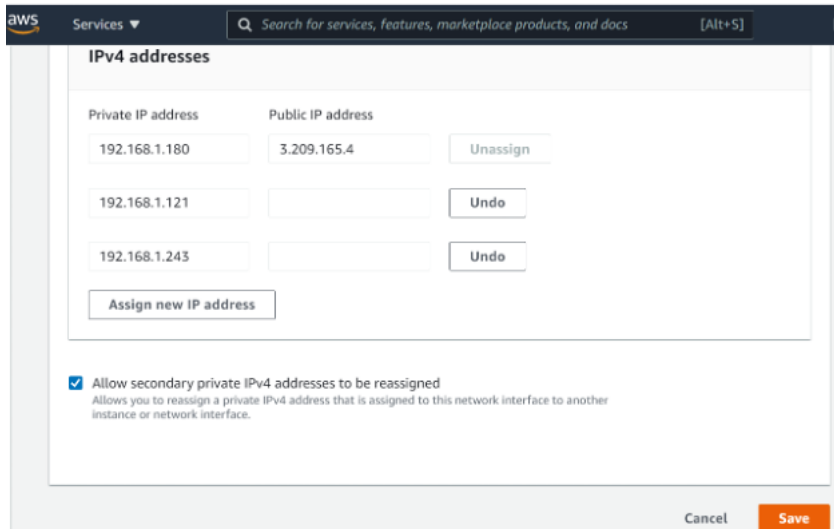 aws Services ▼ Search for services, features, marketplace products, and docs [Alt+S]
IPv4 addresses
Private IP address Public IP address
192.168.1.180 3.209.165.4 Unassign
192.168.1.121 Undo
192.168.1.243 Undo
Assign new IP address
Allow secondary private IPv4 addresses to be reassigned
Allows you to reassign a private IPv4 address that is assigned to this network interface to another
instance or network interface.
Cancel Save